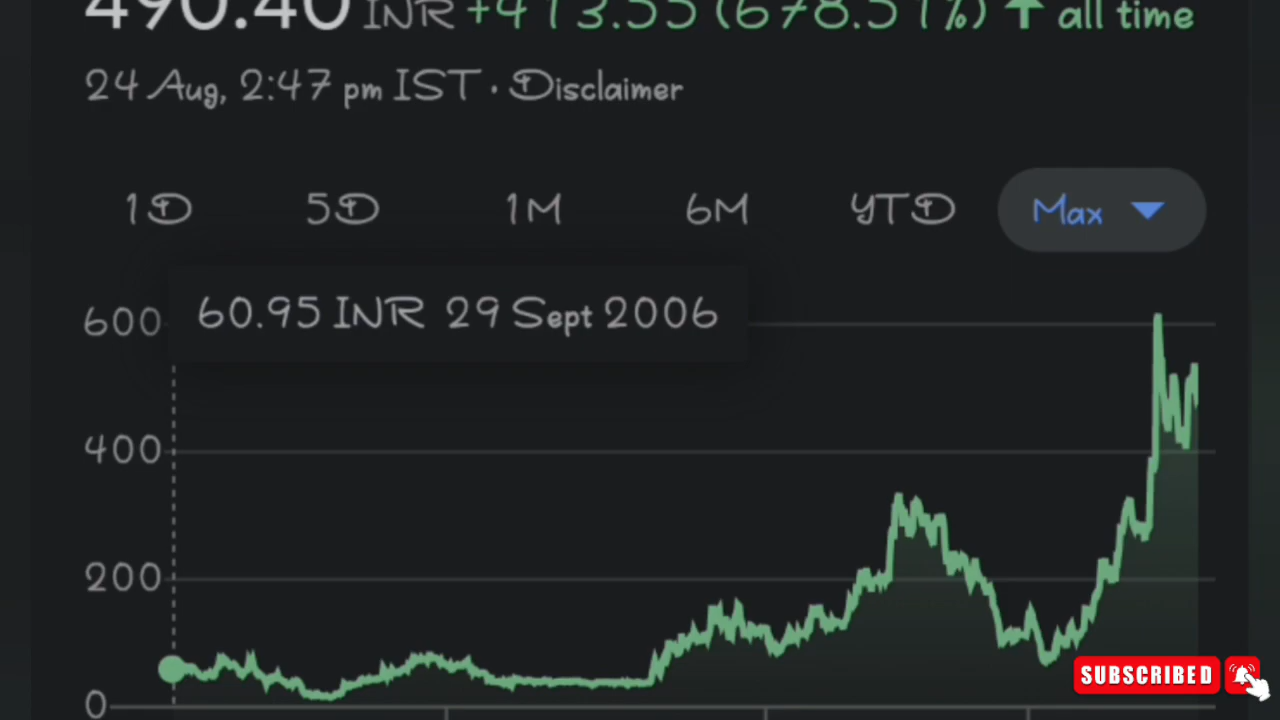 490.40 INR +413.55 (678.51%) ↑ all time
24 Aug, 2:47 pm IST · Disclaimer
1D 5D 1M 6M YTD Max
60.95 INR 29 Sept 2006
600
400
200
0
SUBSCRIBED